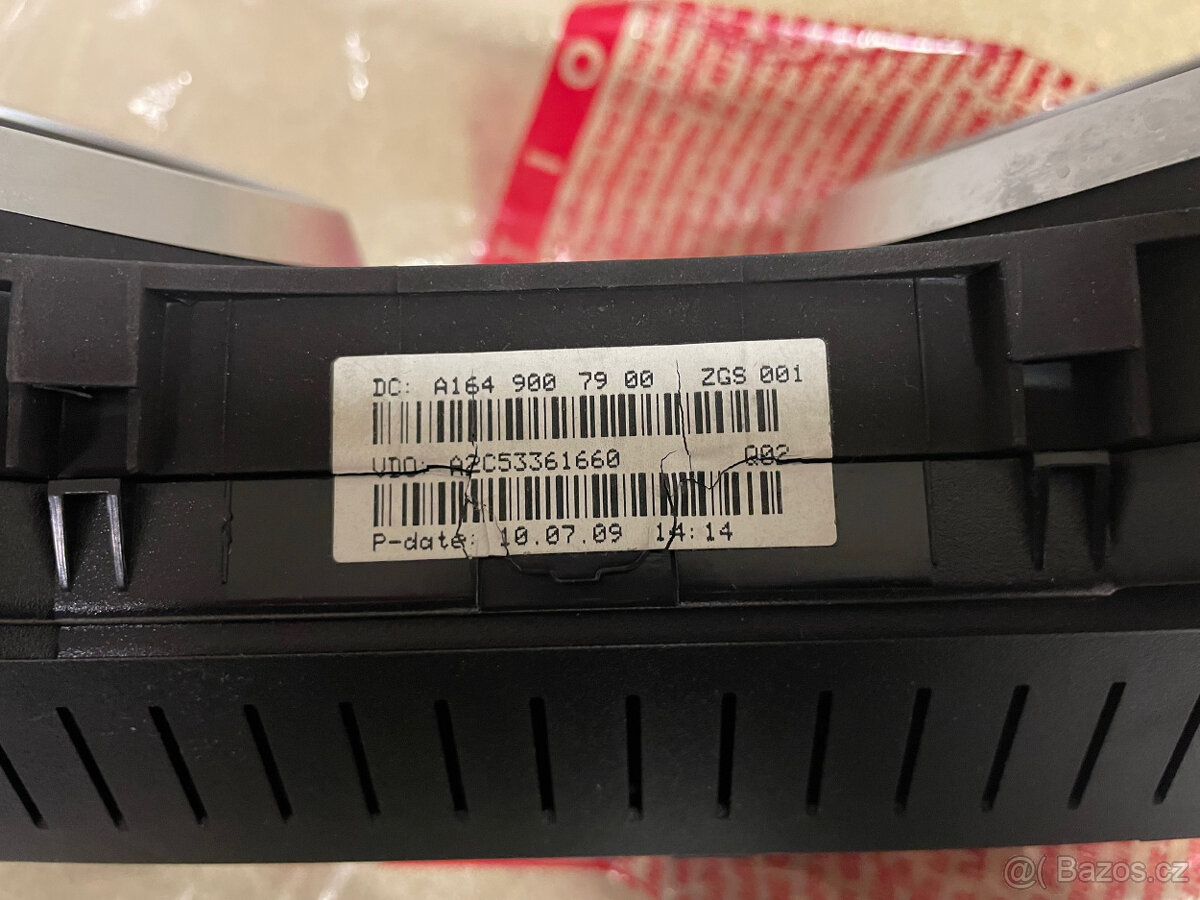 DC: A164 900 79 00 ZGS 001
VDO: A2C53361660 Q02
P-date: 10.07.09 14:14
@( Bazos.cz